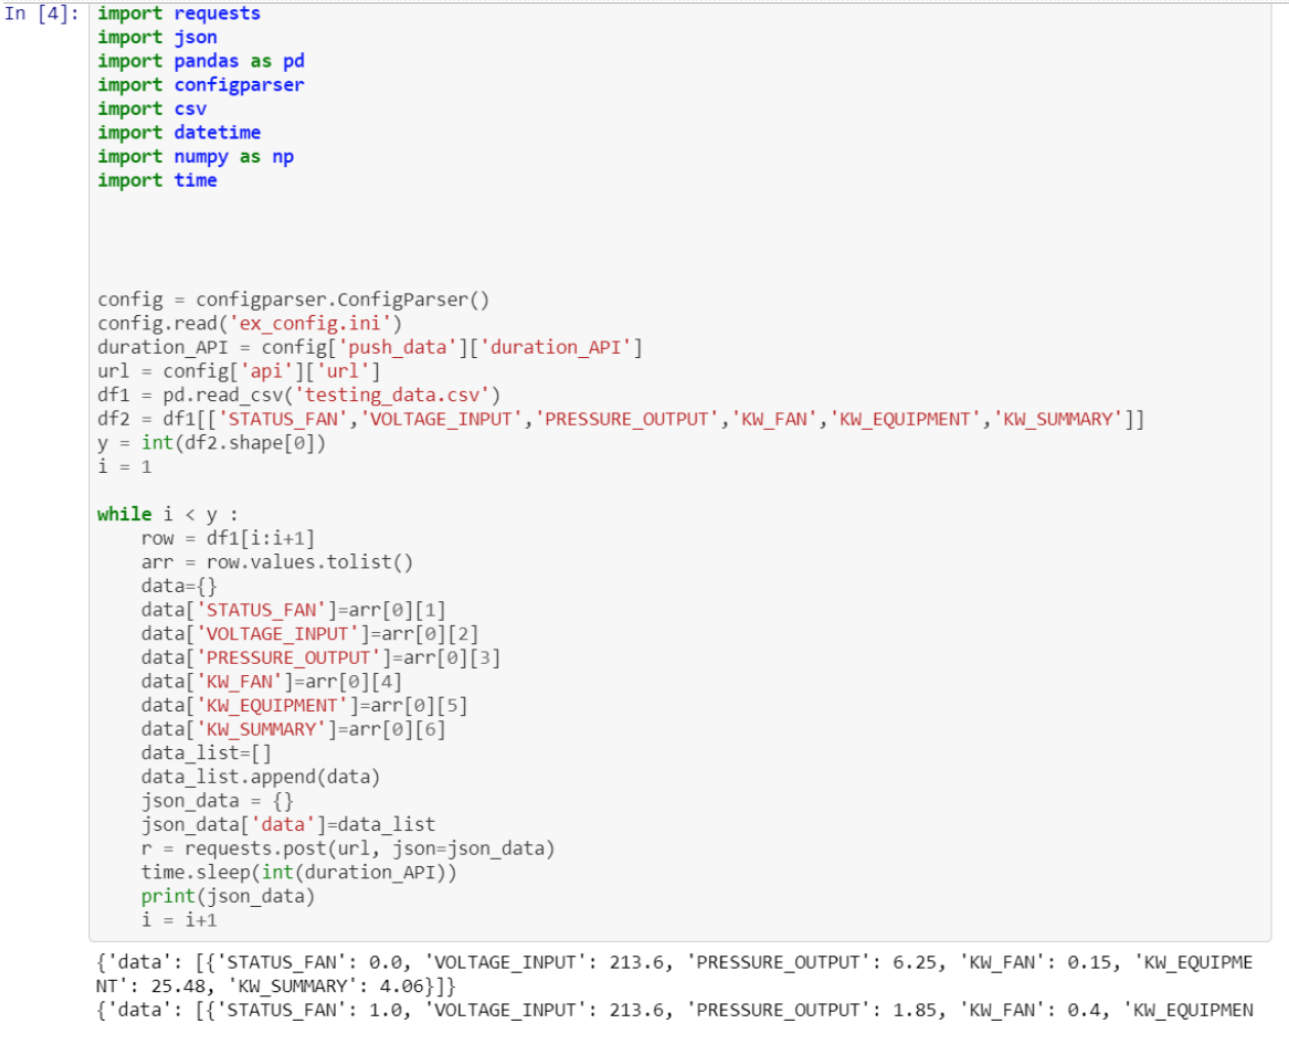 In [4]: import requests
import json
import pandas as pd
import configparser
import csv
import datetime
import numpy as np
import time
config = configparser.ConfigParser()
config.read('ex_config.ini')
duration_API = config['push_data']['duration_API']
url = config['api']['url']
df1 = pd.read_csv('testing_data.csv')
df2 = df1[['STATUS_FAN','VOLTAGE_INPUT','PRESSURE_OUTPUT','KW_FAN','KW_EQUIPMENT','KW_SUMMARY']]
y = int(df2.shape[0])
i = 1
while i < y :
    row = df1[i:i+1]
    arr = row.values.tolist()
    data={}
    data['STATUS_FAN']=arr[0][1]
    data['VOLTAGE_INPUT']=arr[0][2]
    data['PRESSURE_OUTPUT']=arr[0][3]
    data['KW_FAN']=arr[0][4]
    data['KW_EQUIPMENT']=arr[0][5]
    data['KW_SUMMARY']=arr[0][6]
    data_list=[]
    data_list.append(data)
    json_data = {}
    json_data['data']=data_list
    r = requests.post(url, json=json_data)
    time.sleep(int(duration_API))
    print(json_data)
    i = i+1
{'data': [{'STATUS_FAN': 0.0, 'VOLTAGE_INPUT': 213.6, 'PRESSURE_OUTPUT': 6.25, 'KW_FAN': 0.15, 'KW_EQUIPME
NT': 25.48, 'KW_SUMMARY': 4.06}]}
{'data': [{'STATUS_FAN': 1.0, 'VOLTAGE_INPUT': 213.6, 'PRESSURE_OUTPUT': 1.85, 'KW_FAN': 0.4, 'KW_EQUIPMEN